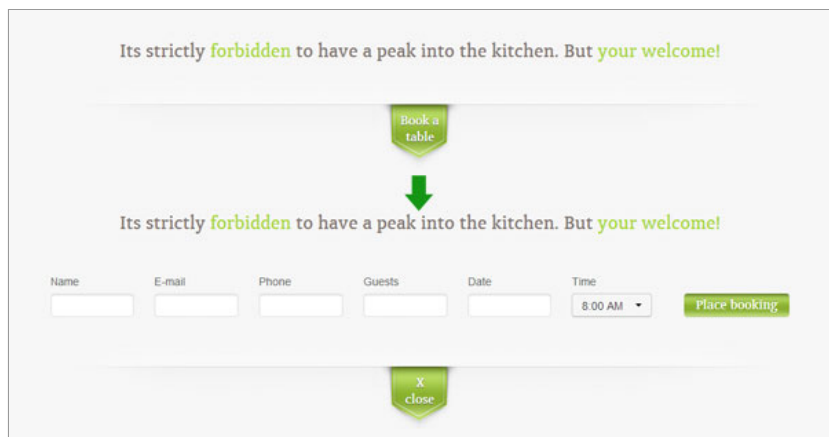 Its strictly forbidden to have a peak into the kitchen. But your welcome!
Book a
table
Its strictly forbidden to have a peak into the kitchen. But your welcome!
Name E-mail Phone Guests Date Time
8:00 AM Place booking
X
close